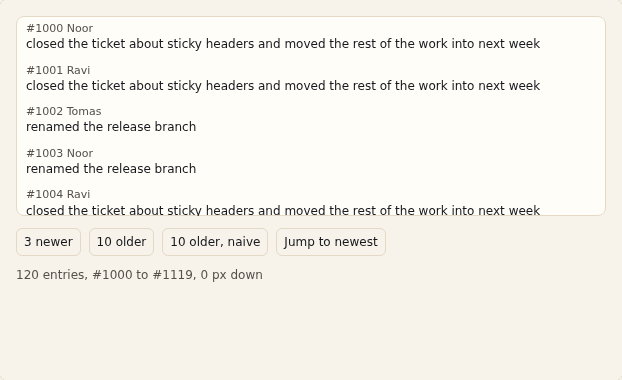 #1000 Noor
closed the ticket about sticky headers and moved the rest of the work into next week
#1001 Ravi
closed the ticket about sticky headers and moved the rest of the work into next week
#1002 Tomas
renamed the release branch
#1003 Noor
renamed the release branch
#1004 Ravi
closed the ticket about sticky headers and moved the rest of the work into next week
3 newer 10 older 10 older, naive Jump to newest
120 entries, #1000 to #1119, 0 px down